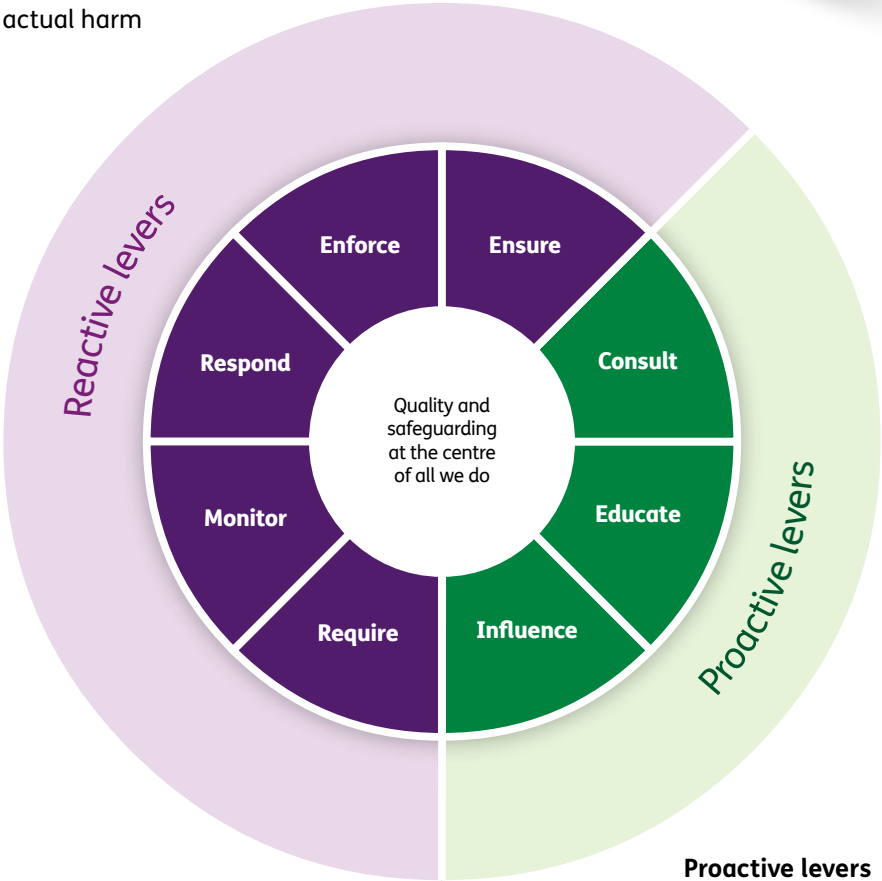 actual harm
Reactive levers
Enforce
Ensure
Respond
Consult
Quality and
safeguarding
at the centre
of all we do
Monitor
Educate
Require
Influence
Proactive levers
Proactive levers